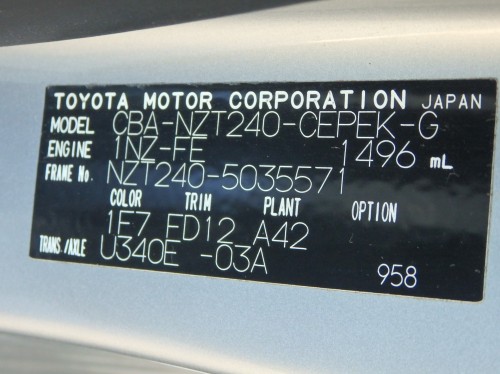 TOYOTA MOTOR CORPORATION JAPAN
MODEL CBA-NZT240-CEPEK-G
ENGINE 1NZ-FE 1496 mL
FRAME No. NZT240-5035571
COLOR TRIM PLANT OPTION
1F7 FD12 A42
TRANS./AXLE U340E -03A
958